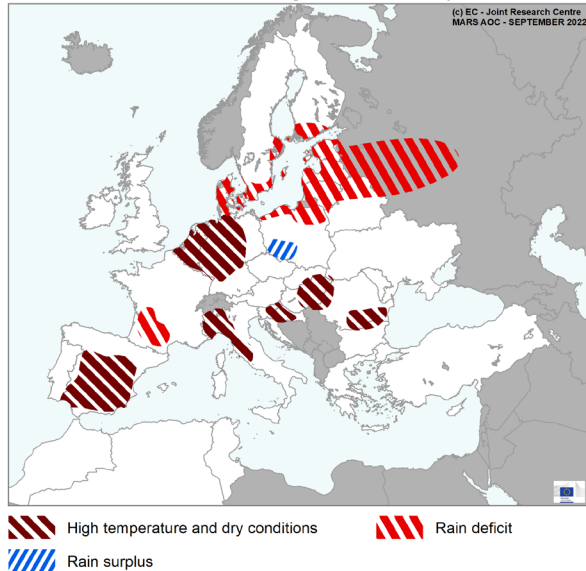 (c) EC - Joint Research Centre
MARS AOC - SEPTEMBER 2022
High temperature and dry conditions
Rain deficit
Rain surplus